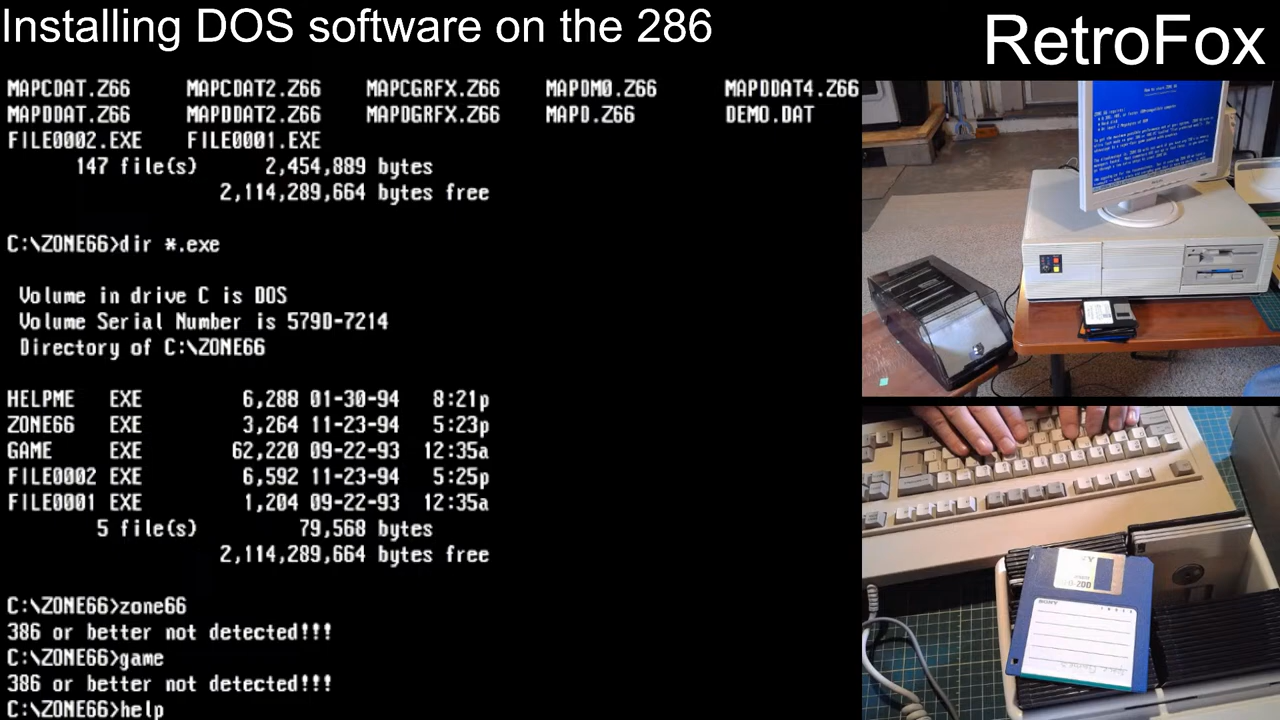 Installing DOS software on the 286
RetroFox
MAPCDAT.Z66 MAPCDAT2.Z66 MAPCGRFX.Z66 MAPDM0.Z66 MAPDDAT4.Z66
MAPDDAT.Z66 MAPDDAT2.Z66 MAPDGRFX.Z66 MAPD.Z66 DEMO.DAT
FILE0002.EXE FILE0001.EXE
147 file(s) 2,454,889 bytes
2,114,289,664 bytes free
C:\ZONE66>dir *.exe
Volume in drive C is DOS
Volume Serial Number is 579D-7214
Directory of C:\ZONE66
HELPME EXE 6,288 01-30-94 8:21p
ZONE66 EXE 3,264 11-23-94 5:23p
GAME EXE 62,220 09-22-93 12:35a
FILE0002 EXE 6,592 11-23-94 5:25p
FILE0001 EXE 1,204 09-22-93 12:35a
5 file(s) 79,568 bytes
2,114,289,664 bytes free
C:\ZONE66>zone66
386 or better not detected!!!
C:\ZONE66>game
386 or better not detected!!!
C:\ZONE66>help
SONY